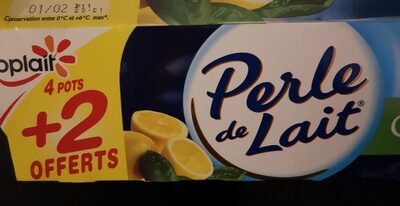 01/02
Conservation entre 0°C et +6°C max*.
oplait
4 POTS
+2
OFFERTS
Perle
de Lait®